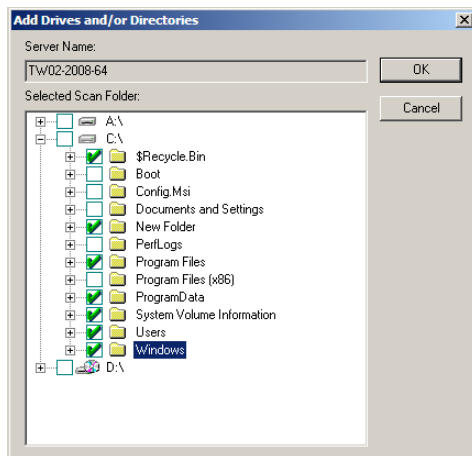 Add Drives and/or Directories
Server Name:
TW02-2008-64
OK
Selected Scan Folder:
Cancel
A:\
C:\
$Recycle.Bin
Boot
Config.Msi
Documents and Settings
New Folder
PerfLogs
Program Files
Program Files (x86)
ProgramData
System Volume Information
Users
Windows
D:\